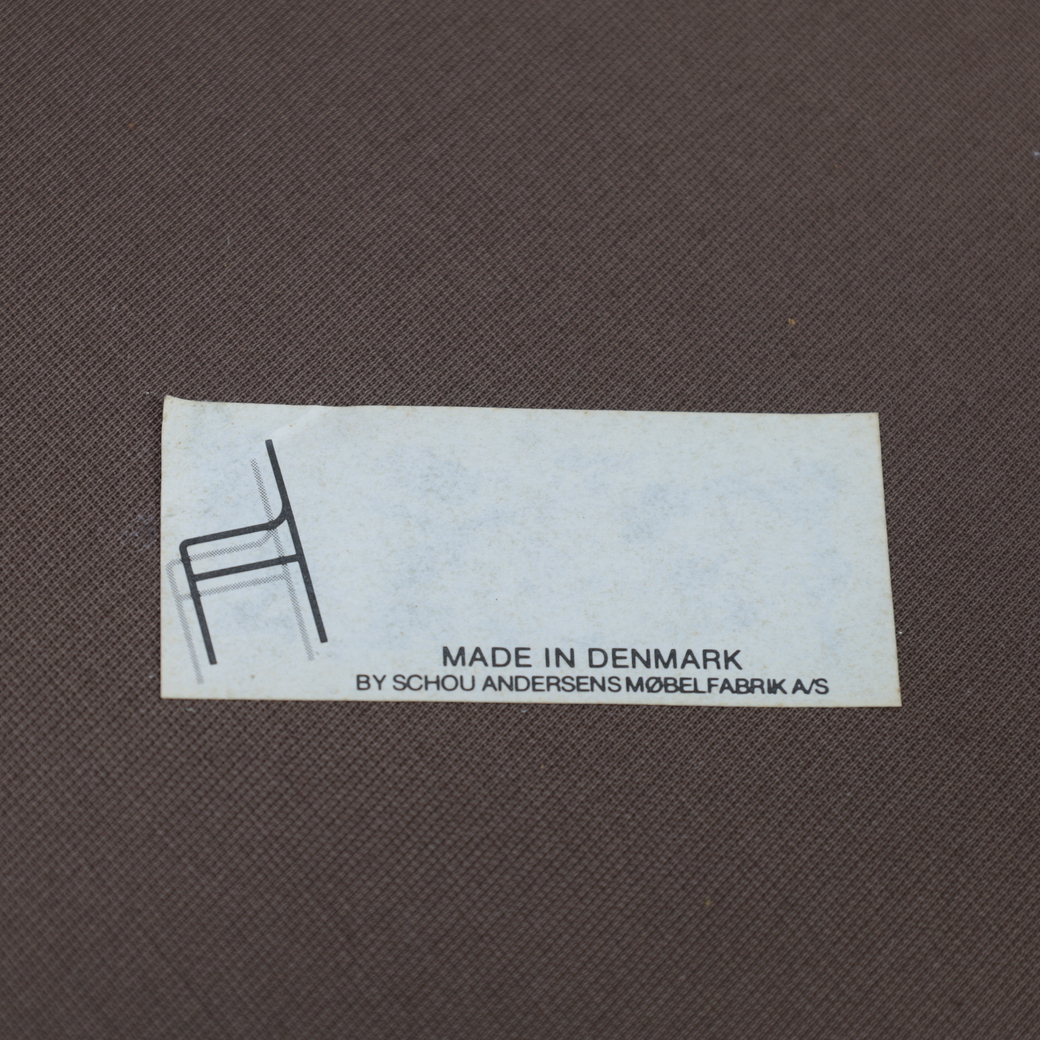 MADE IN DENMARK
BY SCHOU ANDERSENS MØBELFABRIK A/S